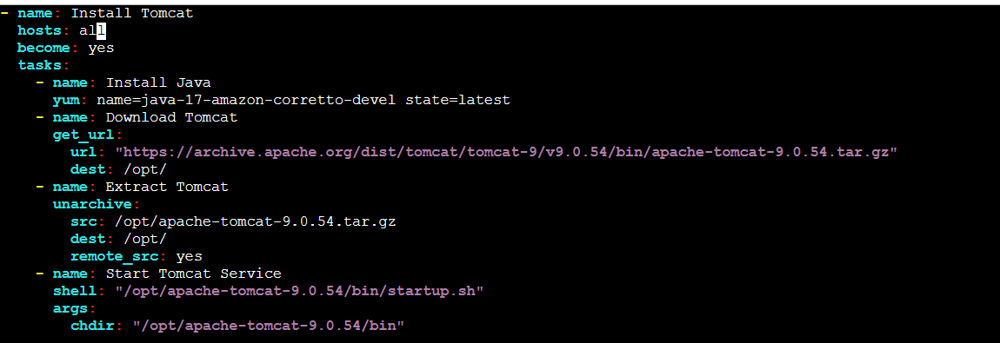 - name: Install Tomcat
  hosts: all
  become: yes
  tasks:
    - name: Install Java
      yum: name=java-17-amazon-corretto-devel state=latest
    - name: Download Tomcat
      get_url:
        url: "https://archive.apache.org/dist/tomcat/tomcat-9/v9.0.54/bin/apache-tomcat-9.0.54.tar.gz"
        dest: /opt/
    - name: Extract Tomcat
      unarchive:
        src: /opt/apache-tomcat-9.0.54.tar.gz
        dest: /opt/
        remote_src: yes
    - name: Start Tomcat Service
      shell: "/opt/apache-tomcat-9.0.54/bin/startup.sh"
      args:
        chdir: "/opt/apache-tomcat-9.0.54/bin"